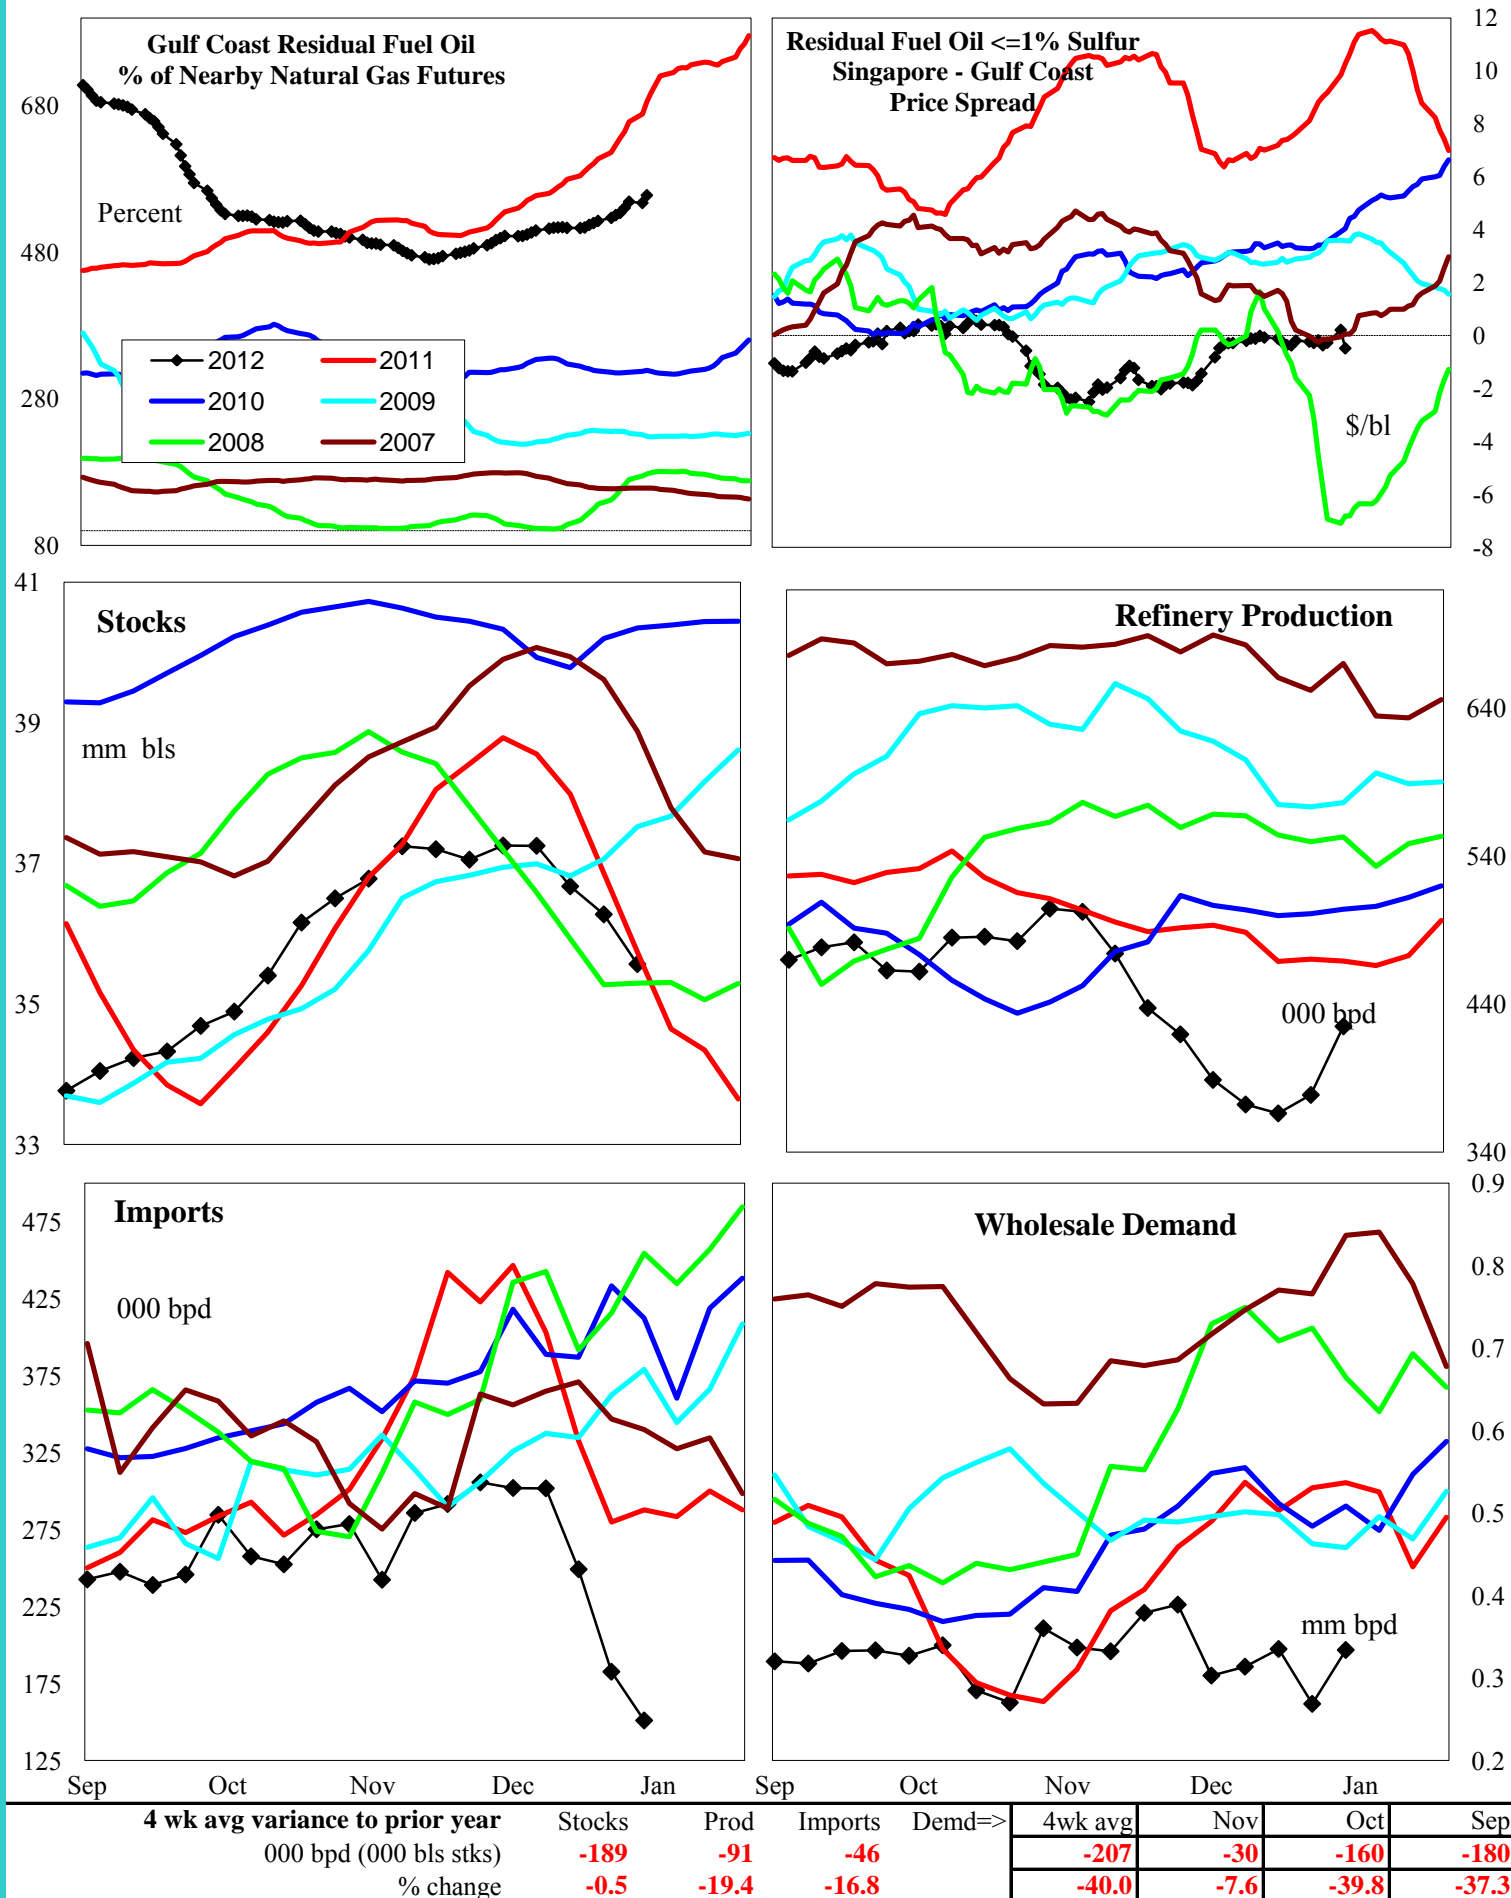 Gulf Coast Residual Fuel Oil
% of Nearby Natural Gas Futures
680
480
280
80
Percent
2012
2011
2010
2009
2008
2007
Residual Fuel Oil <=1% Sulfur
Singapore - Gulf Coast
Price Spread
12
10
8
6
4
2
0
-2
-4
-6
-8
$/bl
Stocks
mm bls
41
39
37
35
33
Refinery Production
640
540
440
340
000 bpd
Imports
000 bpd
475
425
375
325
275
225
175
125
Sep Oct Nov Dec Jan
Wholesale Demand
0.9
0.8
0.7
0.6
0.5
0.4
0.3
0.2
mm bpd
Sep Oct Nov Dec Jan
4 wk avg variance to prior year Stocks Prod Imports Demd=> 4wk avg Nov Oct Sep
000 bpd (000 bls stks) -189 -91 -46 -207 -30 -160 -180
% change -0.5 -19.4 -16.8 -40.0 -7.6 -39.8 -37.3